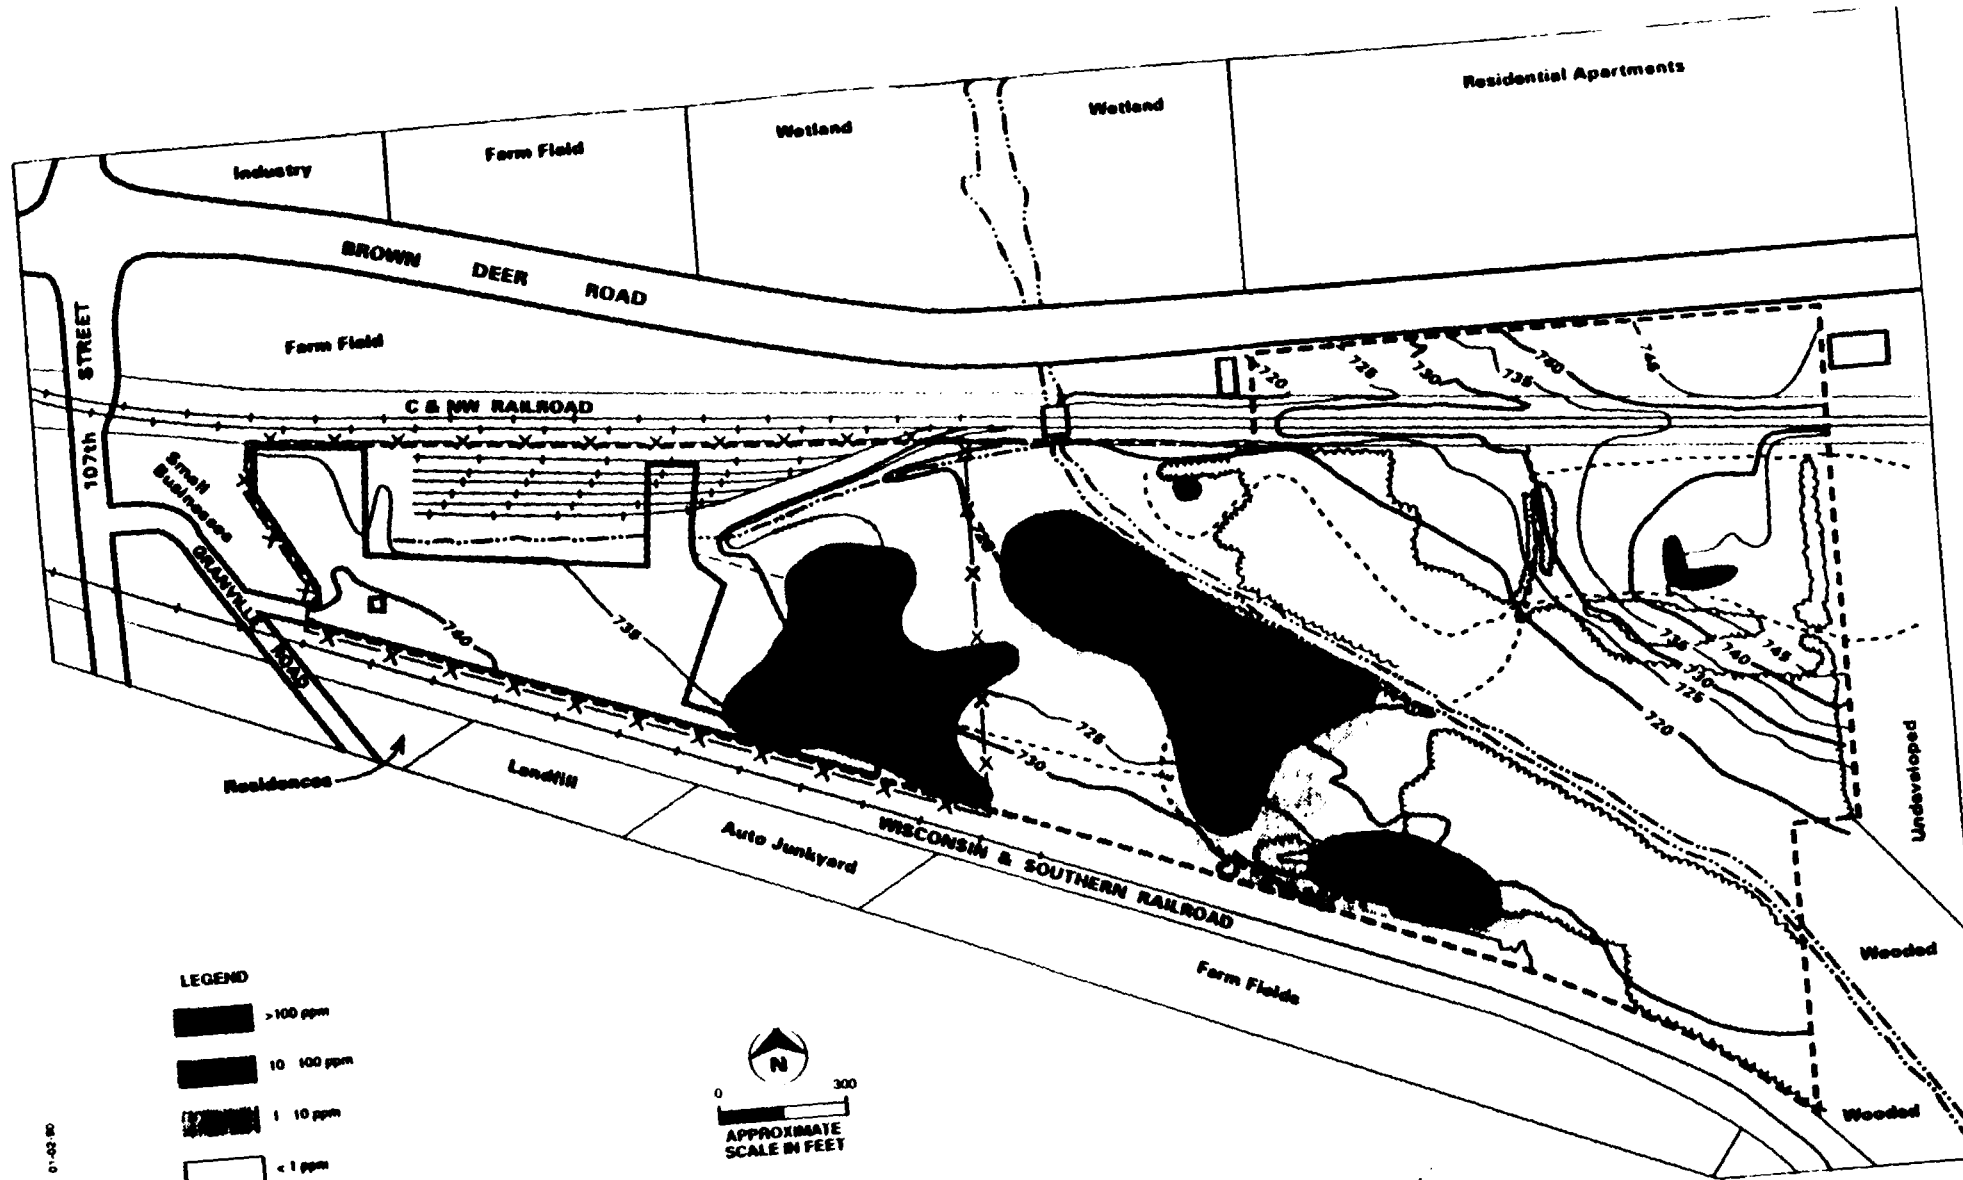 Residential Apartments
Wetland
Wetland
Farm Field
Industry
BROWN DEER ROAD
Farm Field
107th STREET
C & NW RAILROAD
720
725
730
735
740
745
Small
Businesses
GRANVILLE ROAD
740
735
725
730
735
740
745
730
725
720
Undeveloped
Residences
Landfill
Auto Junkyard
WISCONSIN & SOUTHERN RAILROAD
Farm Fields
Wooded
Wooded
LEGEND
>100 ppm
10 100 ppm
1 10 ppm
< 1 ppm
N
0 300
APPROXIMATE
SCALE IN FEET